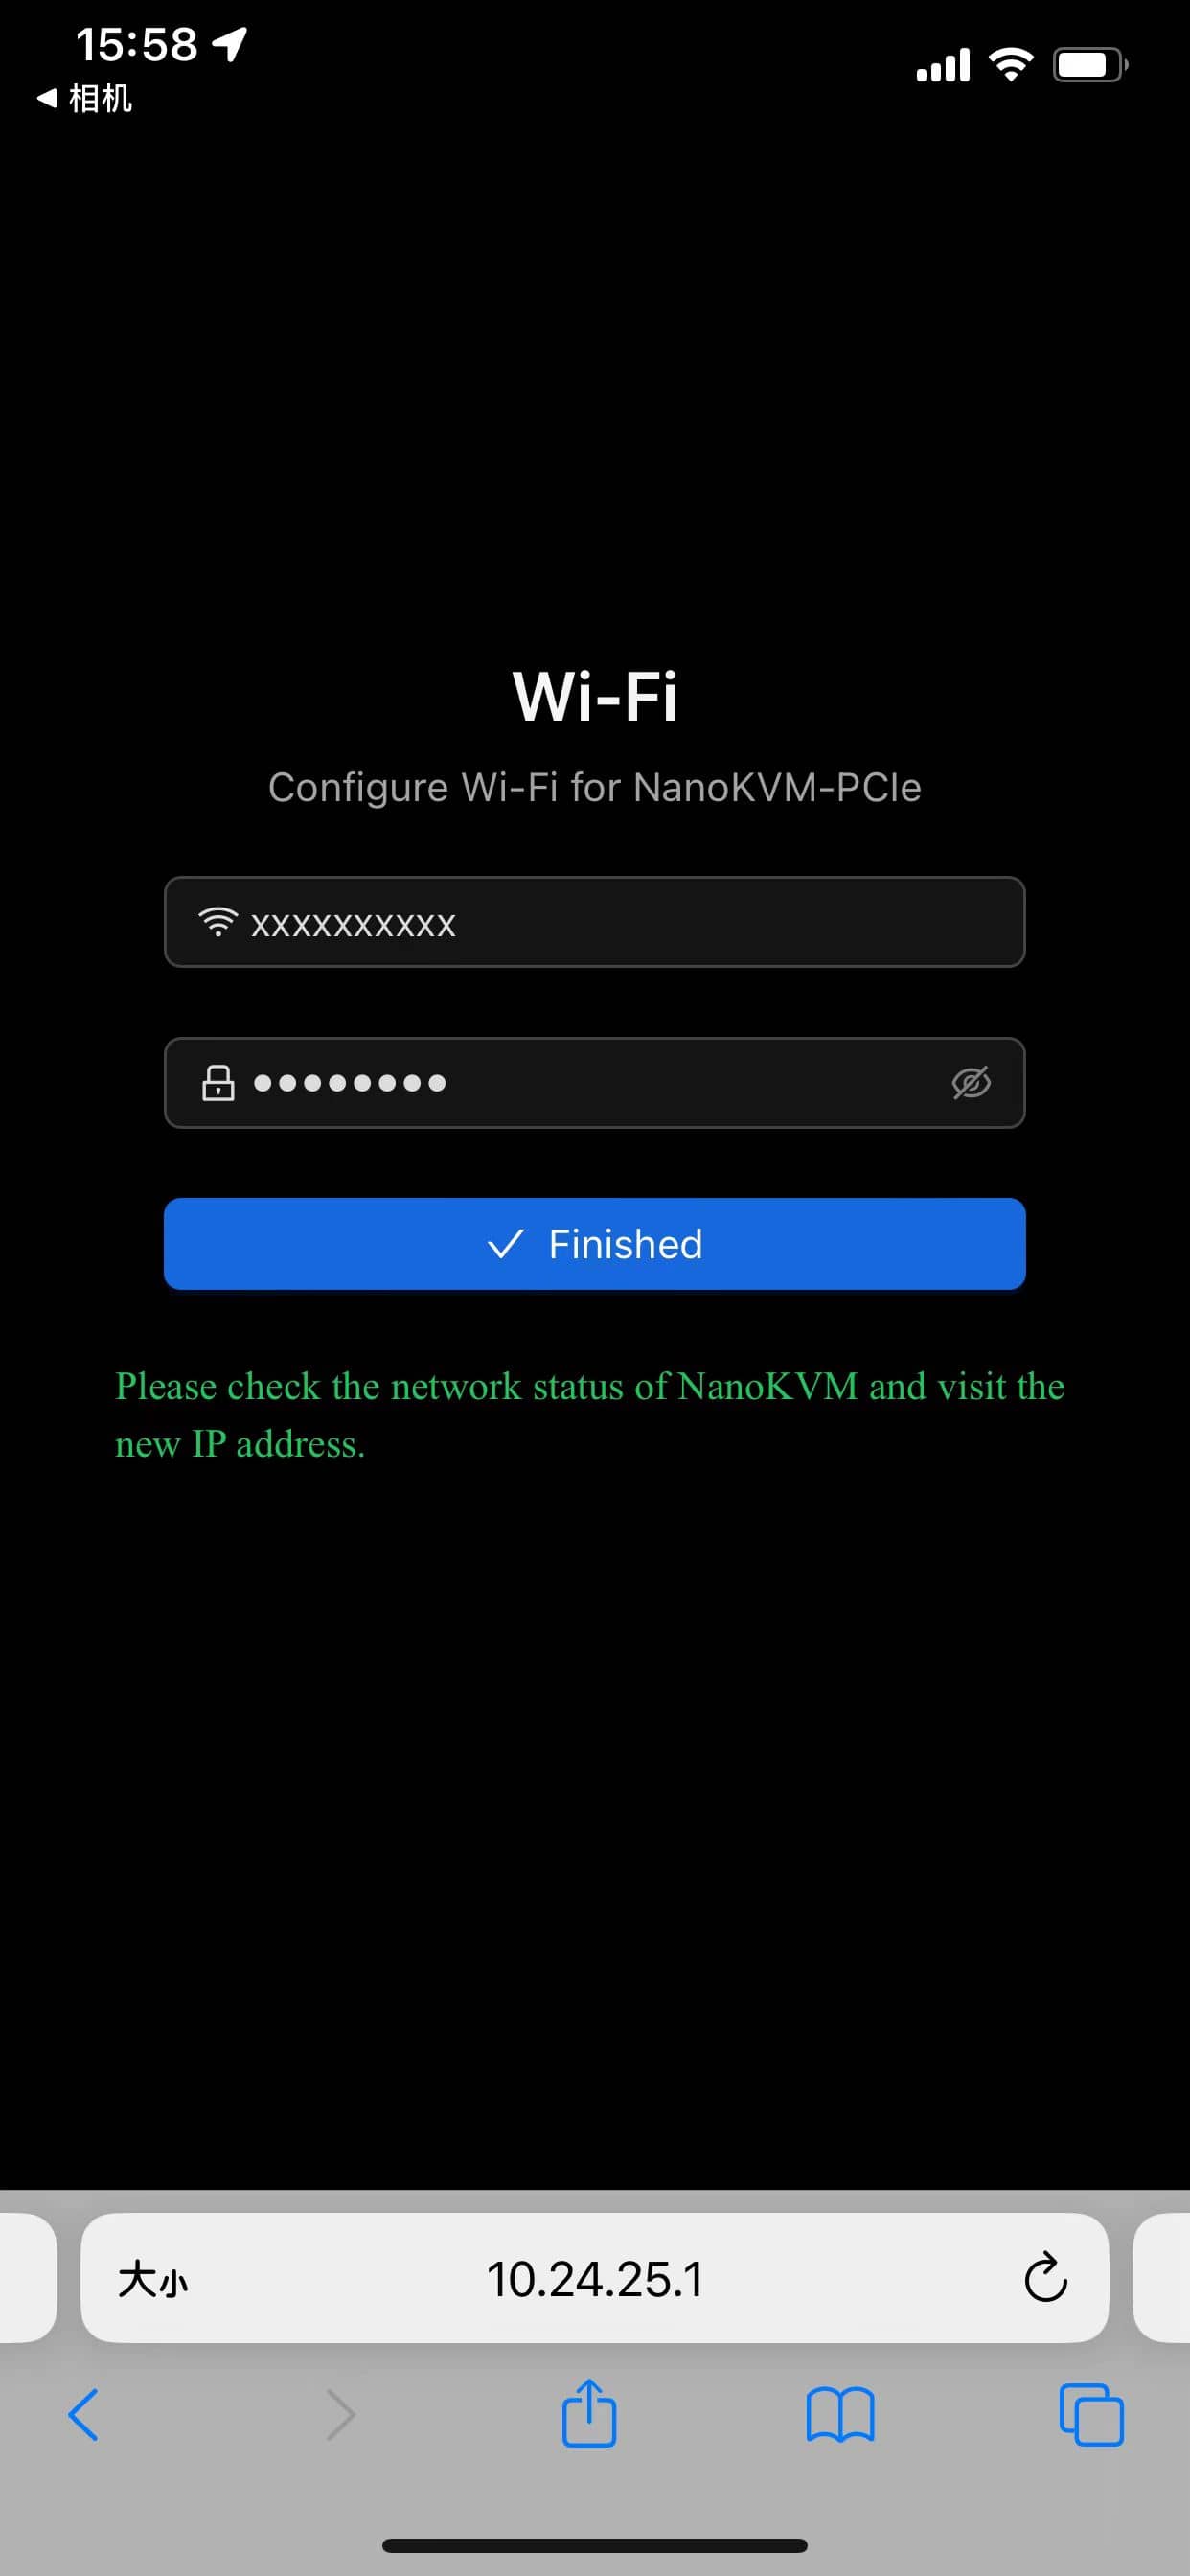 15:58
相机
Wi-Fi
Configure Wi-Fi for NanoKVM-PCIe
xxxxxxxxxx
••••••••
Finished
Please check the network status of NanoKVM and visit the
new IP address.
大小
10.24.25.1